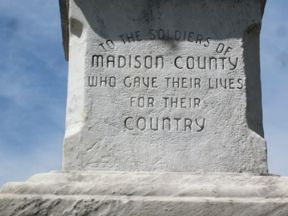 TO THE SOLDIERS OF
MADISON COUNTY
WHO GAVE THEIR LIVES
FOR THEIR
COUNTRY